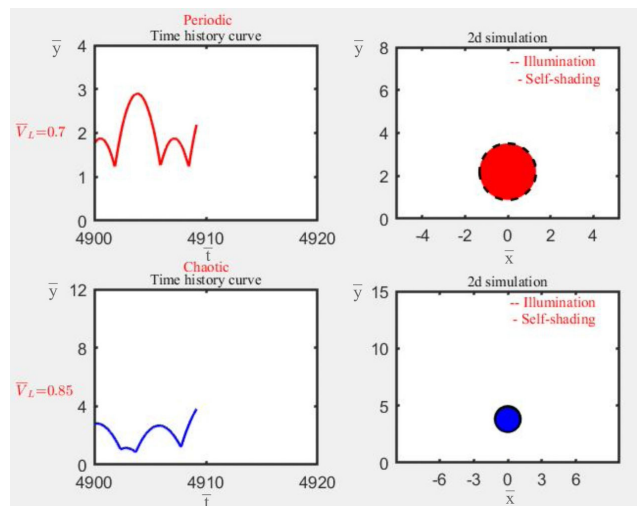 Periodic
Time history curve
y̅
4
3
2
1
0
V̅_L=0.7
4900
4910
4920
t̅
2d simulation
y̅
8
6
4
2
0
-- Illumination
- Self-shading
-4
-2
0
2
4
x̅
Chaotic
Time history curve
y̅
12
8
4
0
V̅_L=0.85
4900
4910
4920
t̅
2d simulation
y̅
15
10
5
0
-- Illumination
- Self-shading
-6
-3
0
3
6
x̅